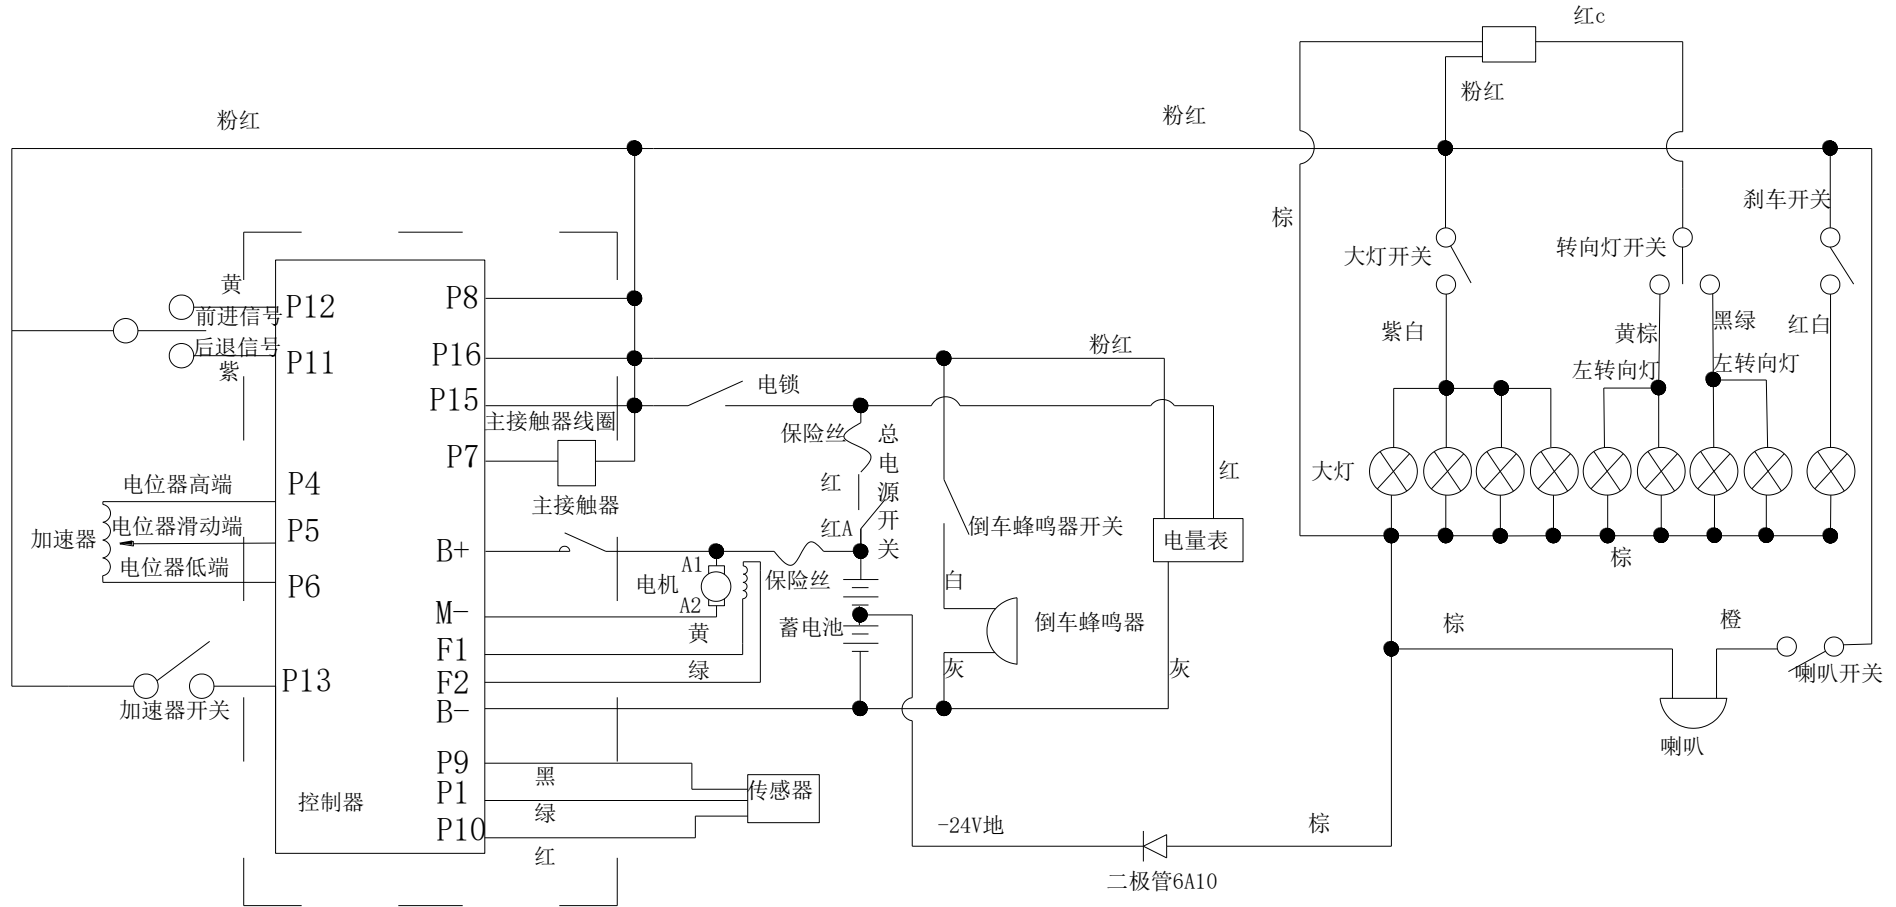 红c
粉红
粉红
粉红
棕
刹车开关
大灯开关
转向灯开关
黄
P12
前进信号
后退信号
P11
紫
P8
P16
粉红
P15
电锁
主接触器线圈
P7
主接触器
保险丝
总电源开关
红
红A
红
紫白
黄棕
黑绿
红白
左转向灯
左转向灯
大灯
电位器高端
P4
加速器
电位器滑动端
P5
电位器低端
P6
B+
A1
电机
A2
保险丝
倒车蜂鸣器开关
电量表
棕
M-
黄
F1
绿
F2
B-
蓄电池
白
倒车蜂鸣器
灰
灰
棕
橙
喇叭开关
喇叭
P13
加速器开关
P9
黑
P1
绿
P10
红
传感器
控制器
-24V地
棕
二极管6A10